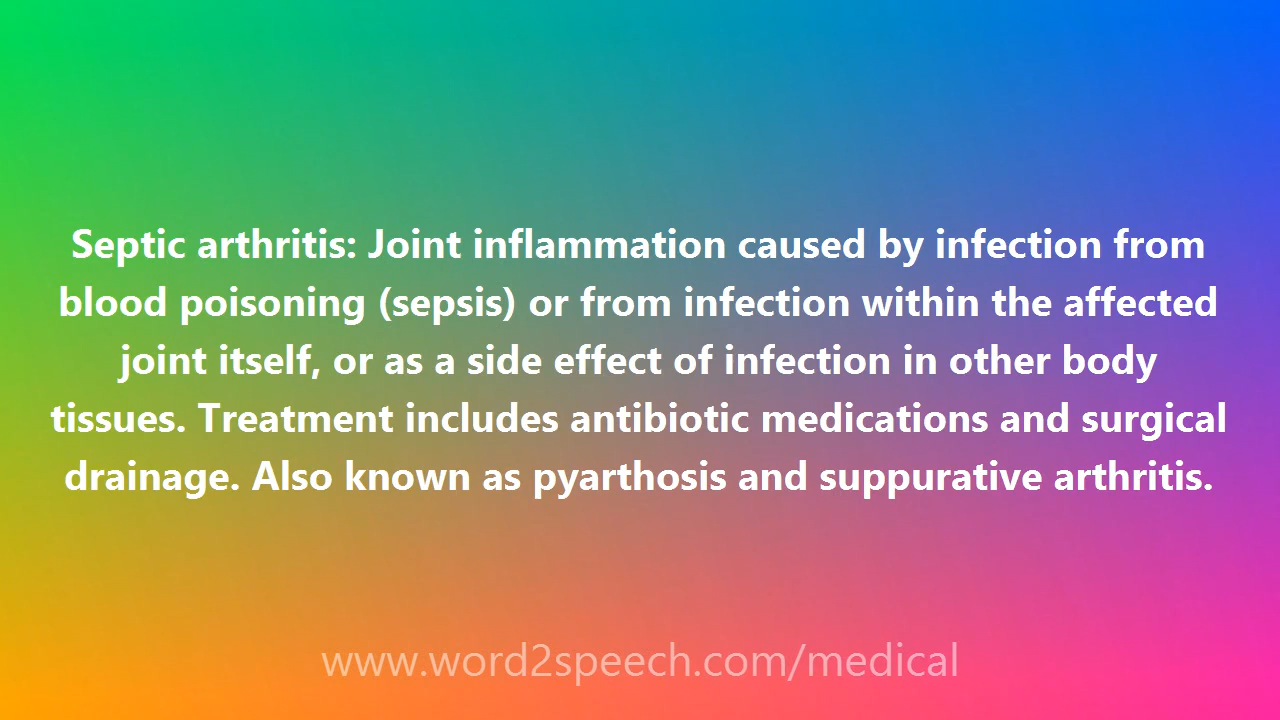 Septic arthritis: Joint inflammation caused by infection from
blood poisoning (sepsis) or from infection within the affected
joint itself, or as a side effect of infection in other body
tissues. Treatment includes antibiotic medications and surgical
drainage. Also known as pyarthosis and suppurative arthritis.
www.word2speech.com/medical